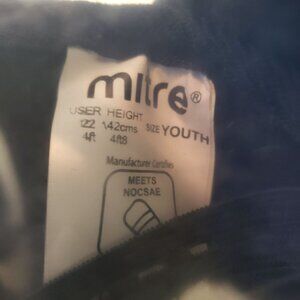 mitre®
USER HEIGHT
122 142cms SIZE YOUTH
4ft 4ft8
Manufacturer Certifies
MEETS
NOCSAE